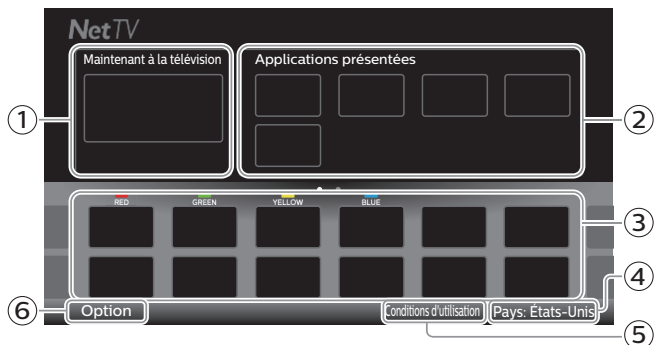 NetTV
Maintenant à la télévision
Applications présentées
1
2
RED GREEN YELLOW BLUE
3
4
6
Option
Conditions d'utilisation
Pays: États-Unis
5